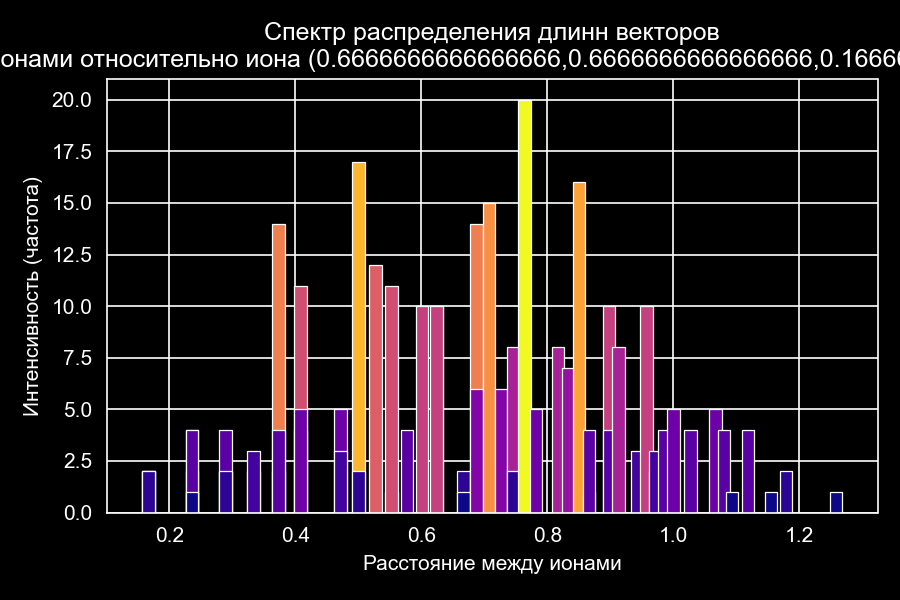 Спектр распределения длинн векторов
онами относительно иона (0.6666666666666666,0.6666666666666666,0.16666
20.0
17.5
15.0
12.5
10.0
7.5
5.0
2.5
0.0
Интенсивность (частота)
0.2 0.4 0.6 0.8 1.0 1.2
Расстояние между ионами